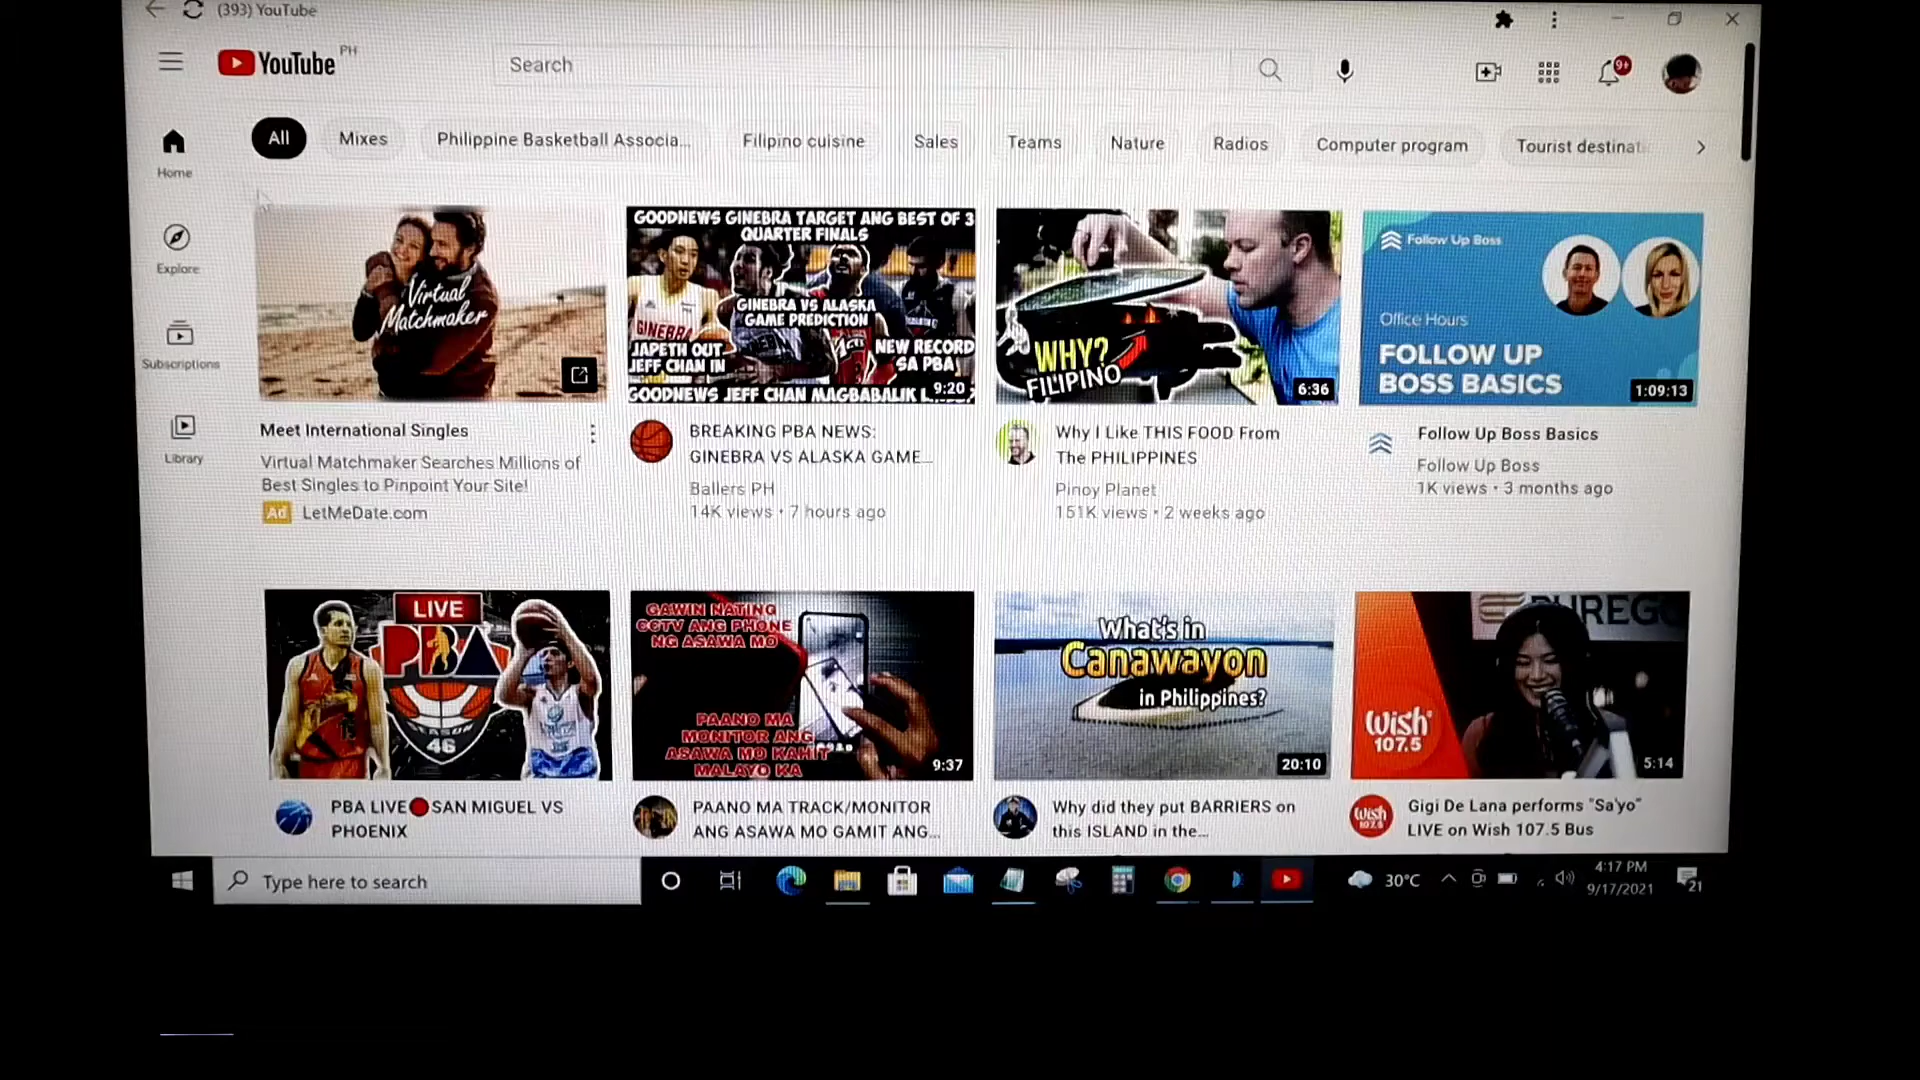 (393) YouTube
YouTube PH
Search
9+
Home
Explore
Subscriptions
Library
All
Mixes
Philippine Basketball Associa...
Filipino cuisine
Sales
Teams
Nature
Radios
Computer program
Tourist destinat
Virtual
Matchmaker
Meet International Singles
Virtual Matchmaker Searches Millions of
Best Singles to Pinpoint Your Site!
Ad LetMeDate.com
GOODNEWS GINEBRA TARGET ANG BEST OF 3
QUARTER FINALS
GINEBRA
GINEBRA VS ALASKA
GAME PREDICTION
JAPETH OUT
JEFF CHAN IN
NEW RECORD
SA PBA
GOODNEWS JEFF CHAN MAGBABALIK
9:20
BREAKING PBA NEWS:
GINEBRA VS ALASKA GAME...
Ballers PH
14K views • 7 hours ago
WHY?
FILIPINO
6:36
Why I Like THIS FOOD From
The PHILIPPINES
Pinoy Planet
151K views • 2 weeks ago
Follow Up Boss
Office Hours
FOLLOW UP
BOSS BASICS
1:09:13
Follow Up Boss Basics
Follow Up Boss
1K views • 3 months ago
LIVE
PBA
SEASON
46
PBA LIVE🔴SAN MIGUEL VS
PHOENIX
GAWIN NATING
CCTV ANG PHONE
NG ASAWA MO
PAANO MA
MONITOR ANG
ASAWA MO KAHIT
MALAYO KA
9:37
PAANO MA TRACK/MONITOR
ANG ASAWA MO GAMIT ANG...
What's in
Canawayon
in Philippines?
20:10
Why did they put BARRIERS on
this ISLAND in the...
wish
107.5
5:14
wish
107.5
Gigi De Lana performs "Sa'yo"
LIVE on Wish 107.5 Bus
Type here to search
30°C
4:17 PM
9/17/2021
21